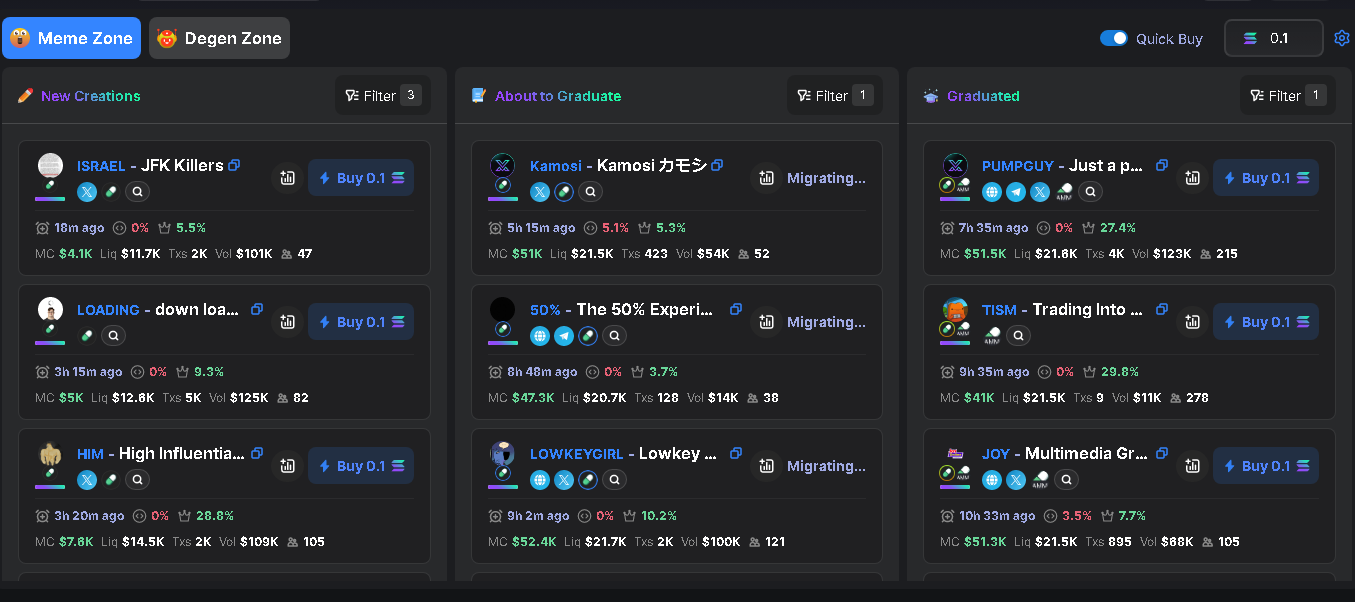 Meme Zone
Degen Zone
Quick Buy
0.1
New Creations
Filter 3
ISRAEL - JFK Killers
Buy 0.1
18m ago 0% 5.5%
MC $4.1K Liq $11.7K Txs 2K Vol $101K 47
LOADING - down loa...
Buy 0.1
3h 15m ago 0% 9.3%
MC $5K Liq $12.6K Txs 5K Vol $125K 82
HIM - High Influentia...
Buy 0.1
3h 20m ago 0% 28.8%
MC $7.6K Liq $14.5K Txs 2K Vol $109K 105
About to Graduate
Filter 1
Kamosi - Kamosi カモシ
Migrating...
5h 15m ago 5.1% 5.3%
MC $51K Liq $21.5K Txs 423 Vol $54K 52
50% - The 50% Experi...
Migrating...
8h 48m ago 0% 3.7%
MC $47.3K Liq $20.7K Txs 128 Vol $14K 38
LOWKEYGIRL - Lowkey ...
Migrating...
9h 2m ago 0% 10.2%
MC $52.4K Liq $21.7K Txs 2K Vol $100K 121
Graduated
Filter 1
PUMPGUY - Just a p...
AMM
AMM
Buy 0.1
7h 35m ago 0% 27.4%
MC $51.5K Liq $21.6K Txs 4K Vol $123K 215
TISM - Trading Into ...
AMM
AMM
Buy 0.1
9h 35m ago 0% 29.8%
MC $41K Liq $21.5K Txs 9 Vol $11K 278
JOY - Multimedia Gr...
AMM
AMM
Buy 0.1
10h 33m ago 3.5% 7.7%
MC $51.3K Liq $21.5K Txs 895 Vol $68K 105